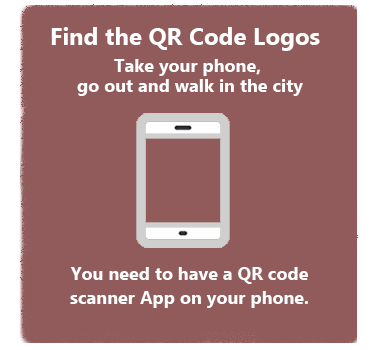 Find the QR Code Logos
Take your phone,
go out and walk in the city
You need to have a QR code
scanner App on your phone.